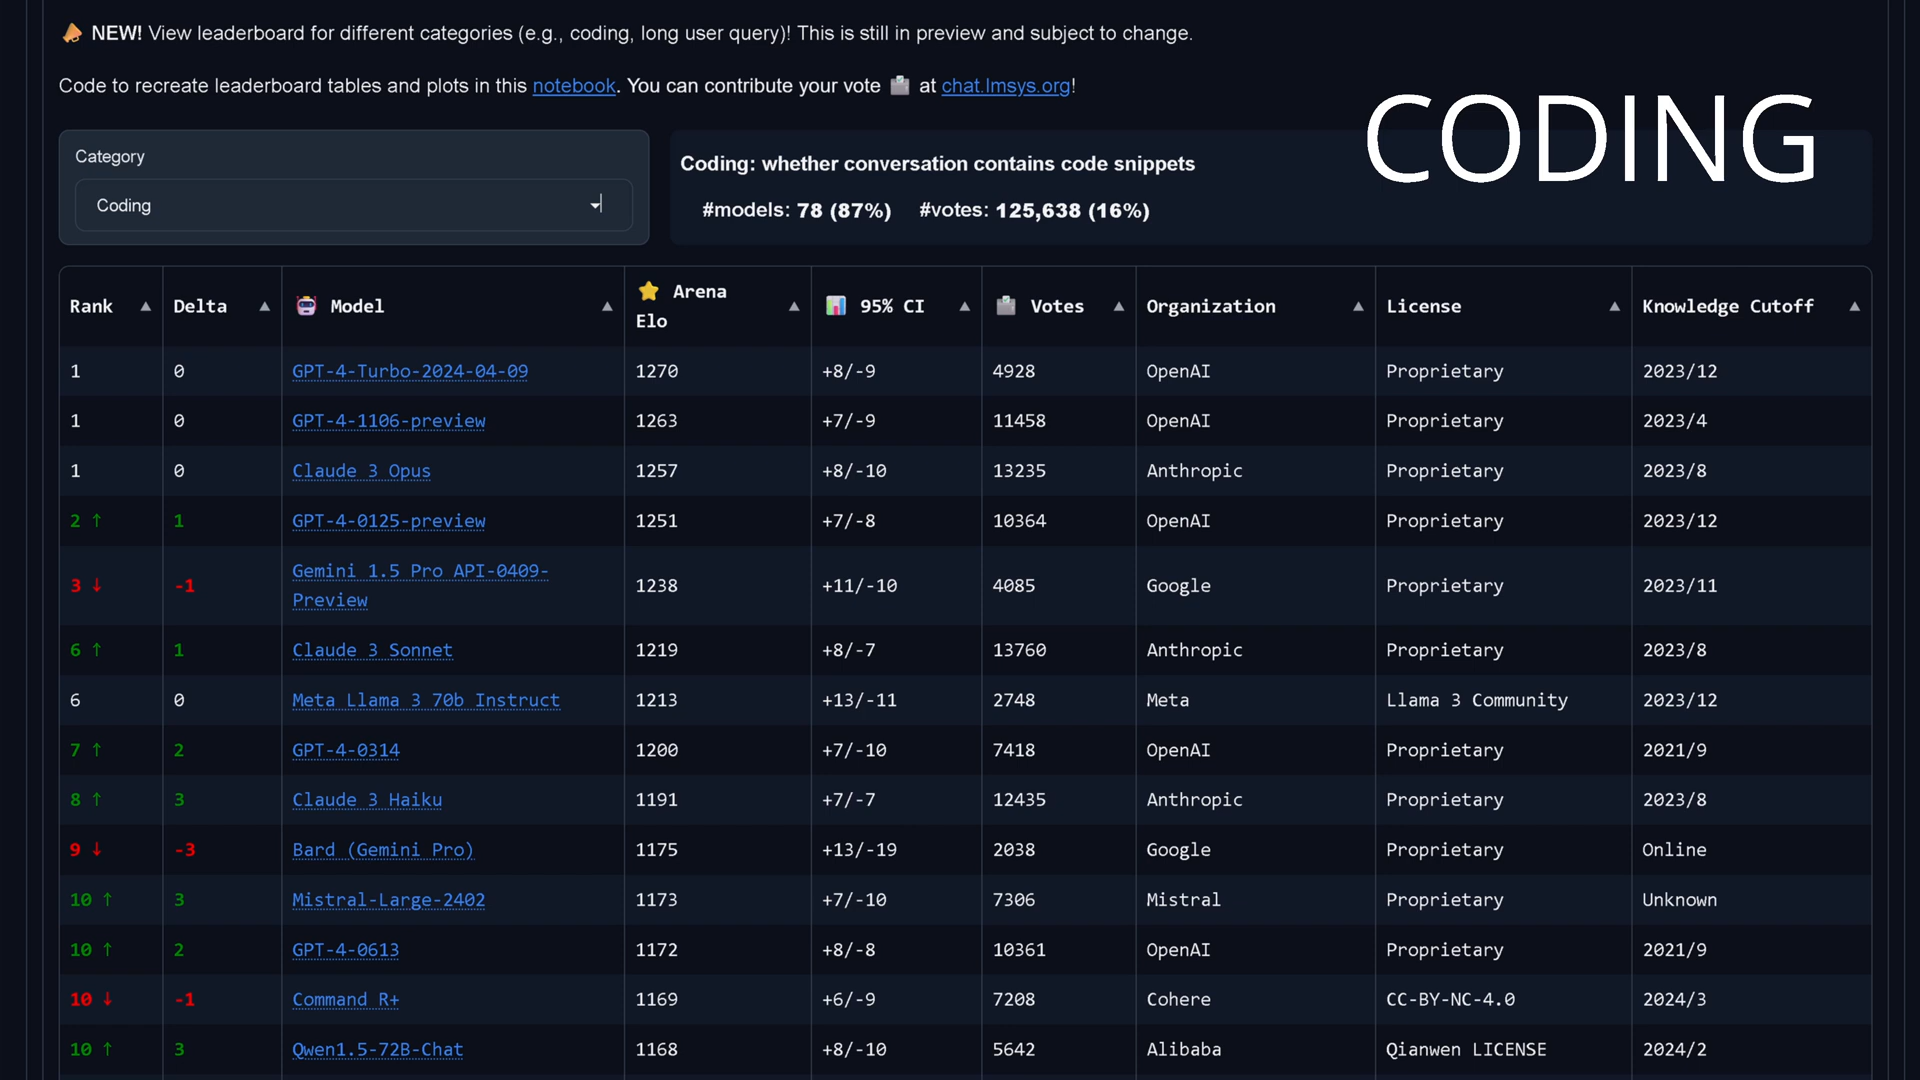 NEW! View leaderboard for different categories (e.g., coding, long user query)! This is still in preview and subject to change.
Code to recreate leaderboard tables and plots in this notebook. You can contribute your vote at chat.lmsys.org!
CODING
Category
Coding
Coding: whether conversation contains code snippets
#models: 78 (87%) #votes: 125,638 (16%)
Rank Delta Model Arena Elo 95% CI Votes Organization License Knowledge Cutoff
1 0 GPT-4-Turbo-2024-04-09 1270 +8/-9 4928 OpenAI Proprietary 2023/12
1 0 GPT-4-1106-preview 1263 +7/-9 11458 OpenAI Proprietary 2023/4
1 0 Claude 3 Opus 1257 +8/-10 13235 Anthropic Proprietary 2023/8
2 ↑ 1 GPT-4-0125-preview 1251 +7/-8 10364 OpenAI Proprietary 2023/12
3 ↓ -1 Gemini 1.5 Pro API-0409-Preview 1238 +11/-10 4085 Google Proprietary 2023/11
6 ↑ 1 Claude 3 Sonnet 1219 +8/-7 13760 Anthropic Proprietary 2023/8
6 0 Meta Llama 3 70b Instruct 1213 +13/-11 2748 Meta Llama 3 Community 2023/12
7 ↑ 2 GPT-4-0314 1200 +7/-10 7418 OpenAI Proprietary 2021/9
8 ↑ 3 Claude 3 Haiku 1191 +7/-7 12435 Anthropic Proprietary 2023/8
9 ↓ -3 Bard (Gemini Pro) 1175 +13/-19 2038 Google Proprietary Online
10 ↑ 3 Mistral-Large-2402 1173 +7/-10 7306 Mistral Proprietary Unknown
10 ↑ 2 GPT-4-0613 1172 +8/-8 10361 OpenAI Proprietary 2021/9
10 ↓ -1 Command R+ 1169 +6/-9 7208 Cohere CC-BY-NC-4.0 2024/3
10 ↑ 3 Qwen1.5-72B-Chat 1168 +8/-10 5642 Alibaba Qianwen LICENSE 2024/2